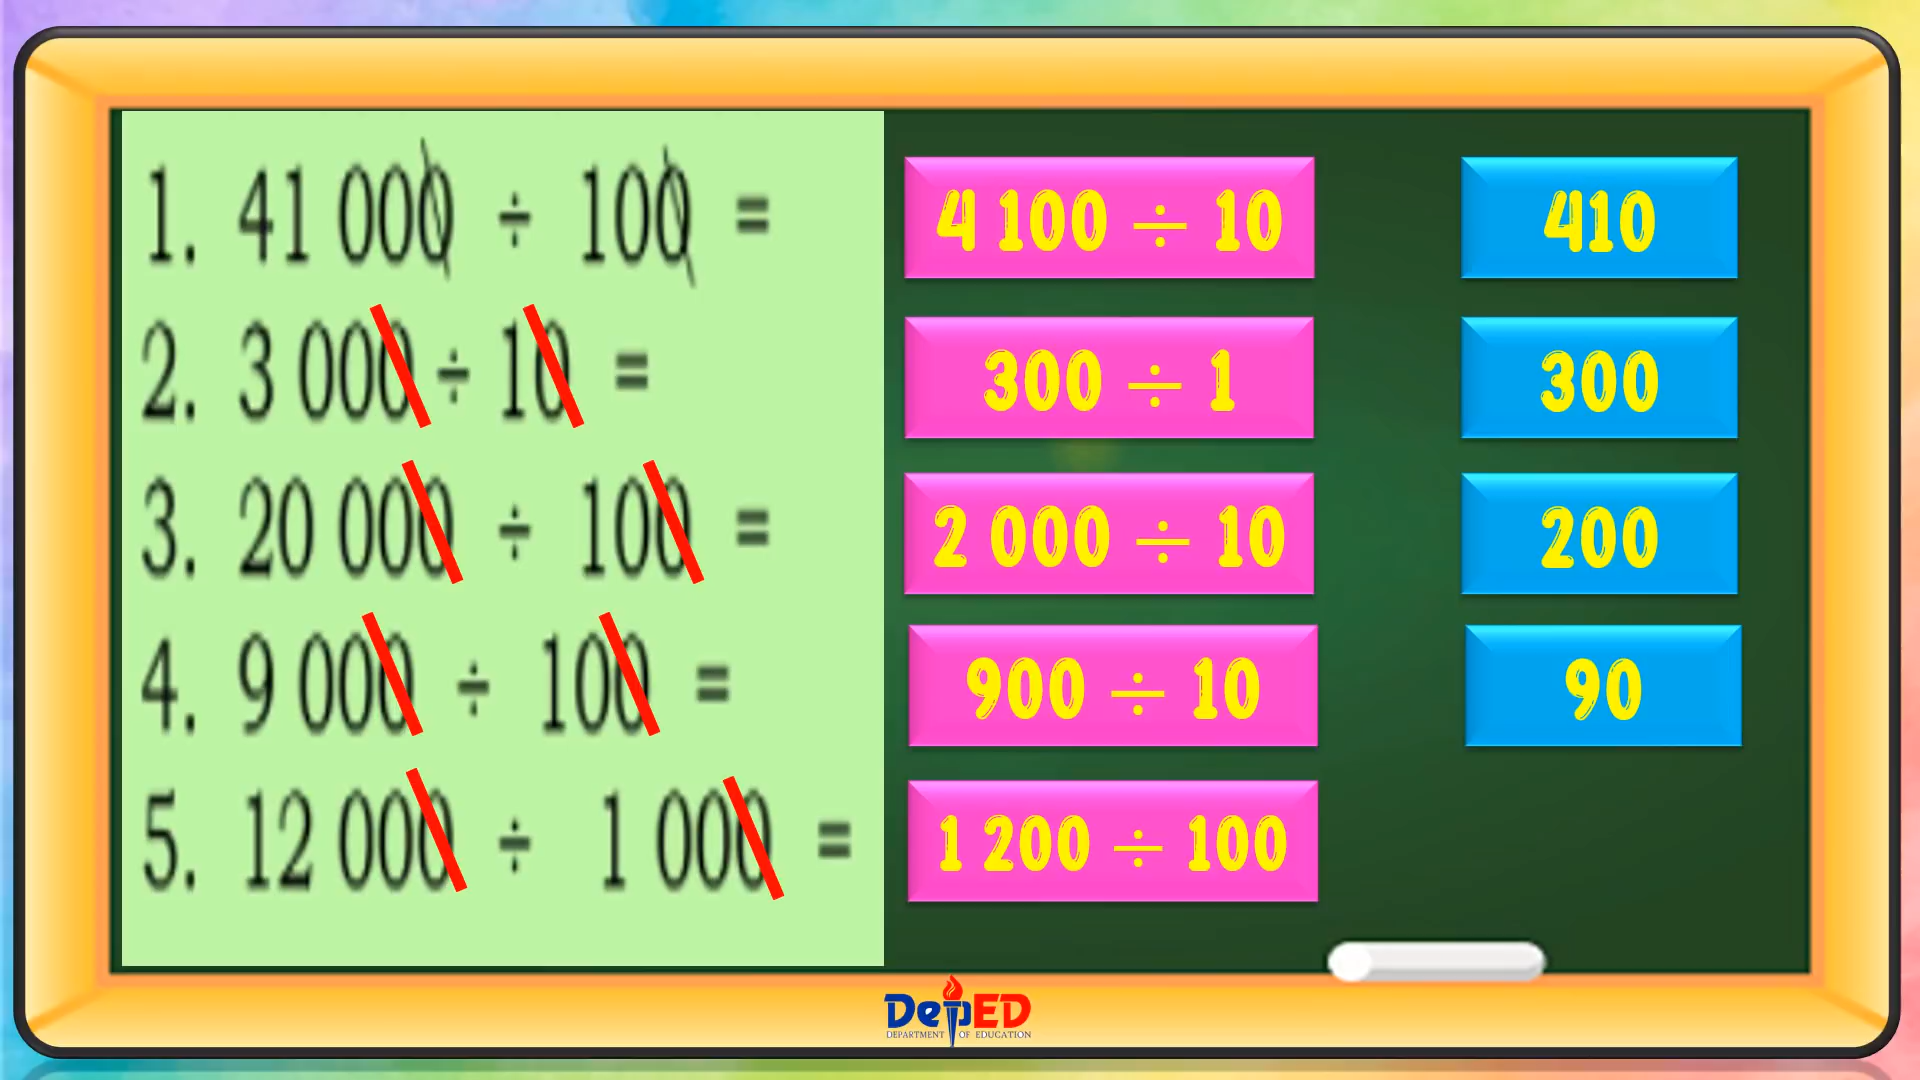 1. 41 000 ÷ 100 = 4 100 ÷ 10 410
2. 3 000 ÷ 10 = 300 ÷ 1 300
3. 20 000 ÷ 100 = 2 000 ÷ 10 200
4. 9 000 ÷ 100 = 900 ÷ 10 90
5. 12 000 ÷ 1 000 = 1 200 ÷ 100
DepED
DEPARTMENT OF EDUCATION